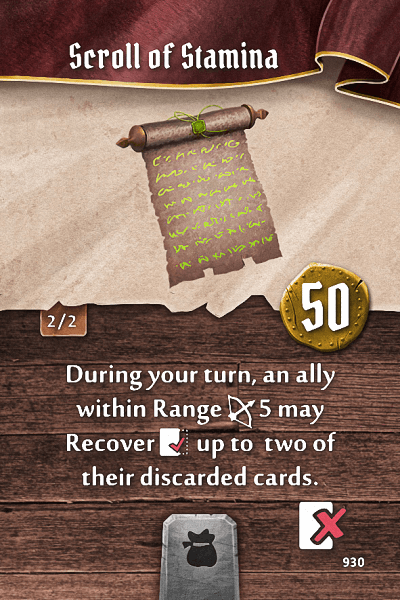 Scroll of Stamina
2/2
50
During your turn, an ally
within Range 5 may
Recover up to two of
their discarded cards.
930